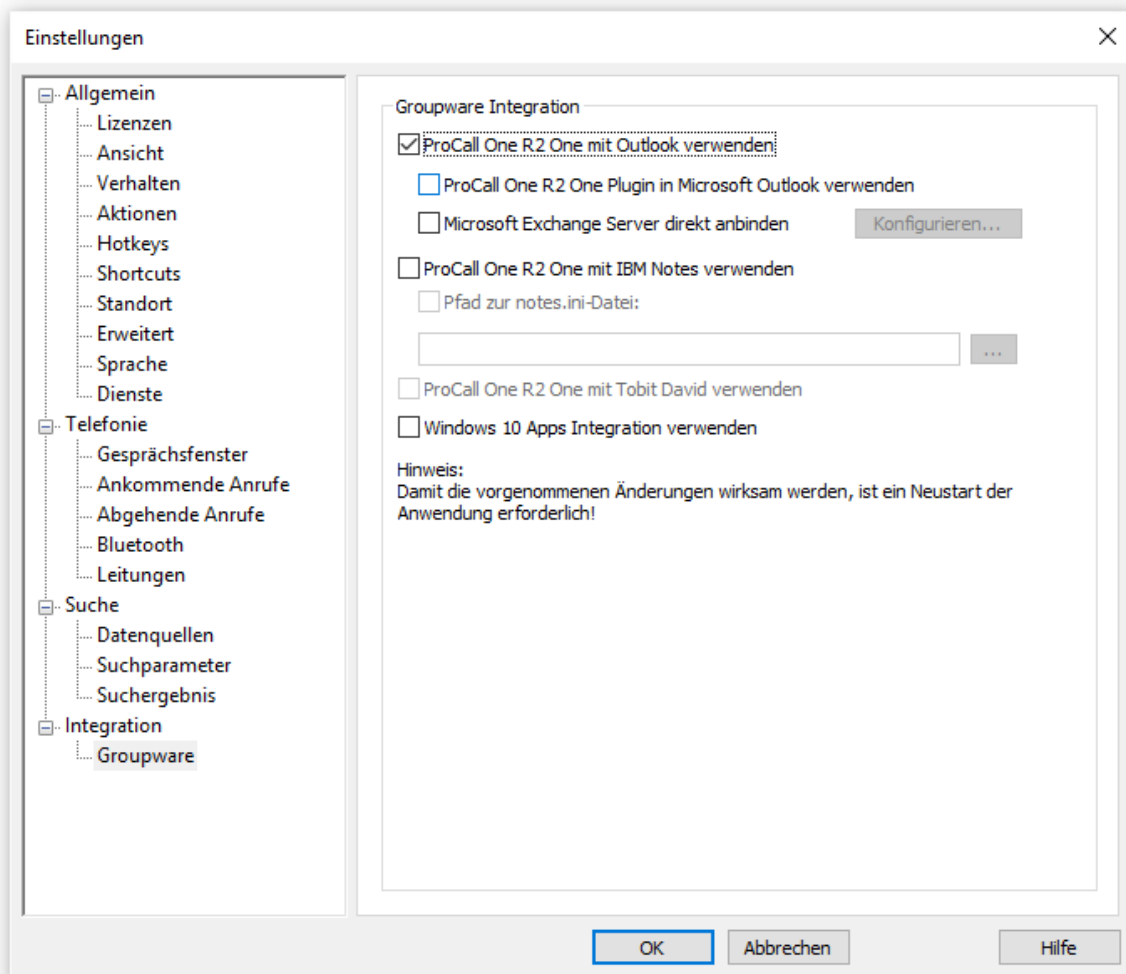 Einstellungen
Allgemein
Lizenzen
Ansicht
Verhalten
Aktionen
Hotkeys
Shortcuts
Standort
Erweitert
Sprache
Dienste
Telefonie
Gesprächsfenster
Ankommende Anrufe
Abgehende Anrufe
Bluetooth
Leitungen
Suche
Datenquellen
Suchparameter
Suchergebnis
Integration
Groupware
Groupware Integration
ProCall One R2 One mit Outlook verwenden
ProCall One R2 One Plugin in Microsoft Outlook verwenden
Microsoft Exchange Server direkt anbinden
Konfigurieren...
ProCall One R2 One mit IBM Notes verwenden
Pfad zur notes.ini-Datei:
...
ProCall One R2 One mit Tobit David verwenden
Windows 10 Apps Integration verwenden
Hinweis:
Damit die vorgenommenen Änderungen wirksam werden, ist ein Neustart der
Anwendung erforderlich!
OK
Abbrechen
Hilfe